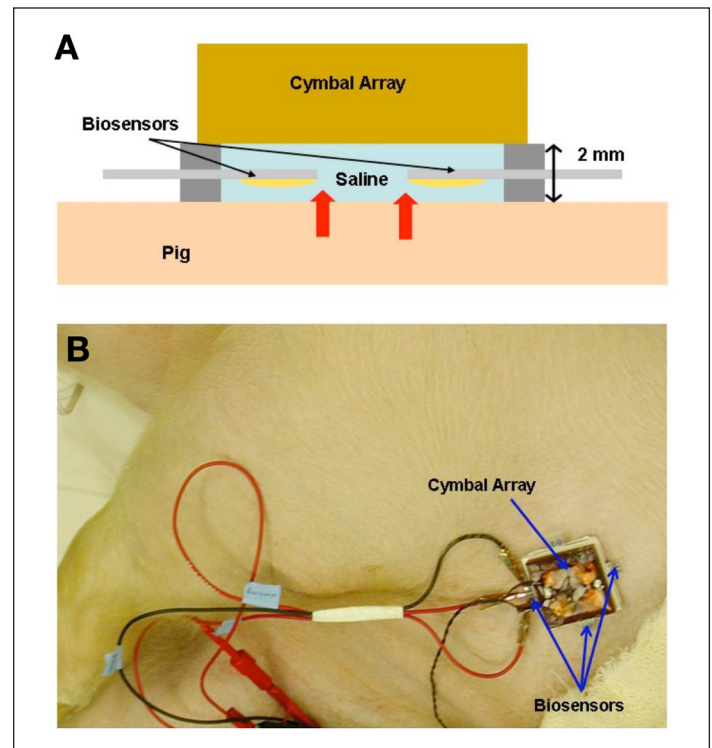 A
Cymbal Array
Biosensors
2 mm
Saline
Pig
B
Cymbal Array
Biosensors